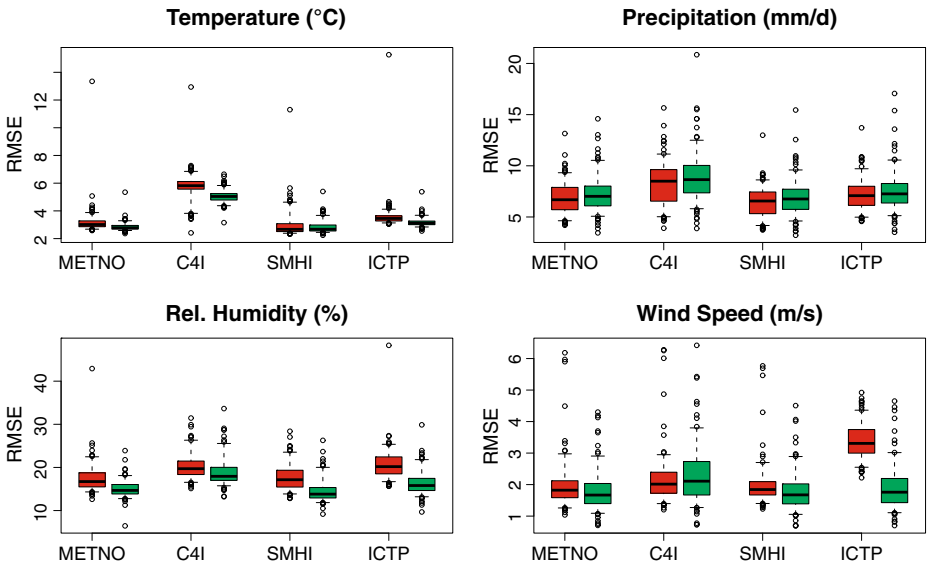 Temperature (°C)
RMSE
2
4
6
8
12
METNO C4I SMHI ICTP
Precipitation (mm/d)
RMSE
5
10
15
20
METNO C4I SMHI ICTP
Rel. Humidity (%)
RMSE
10
20
30
40
METNO C4I SMHI ICTP
Wind Speed (m/s)
RMSE
1
2
3
4
5
6
METNO C4I SMHI ICTP